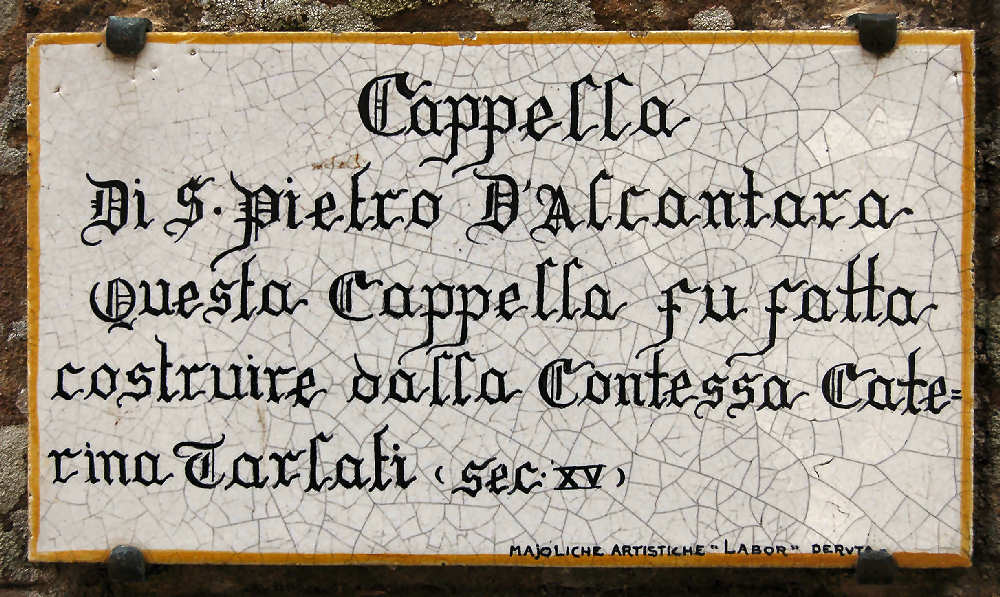 Cappella
Di S. Pietro D'Alcantara
Questa Cappella fu fatta
costruire dalla Contessa Cate=
rina Tarlati (sec: XV)
MAJOLICHE ARTISTICHE "LABOR" DERUTA